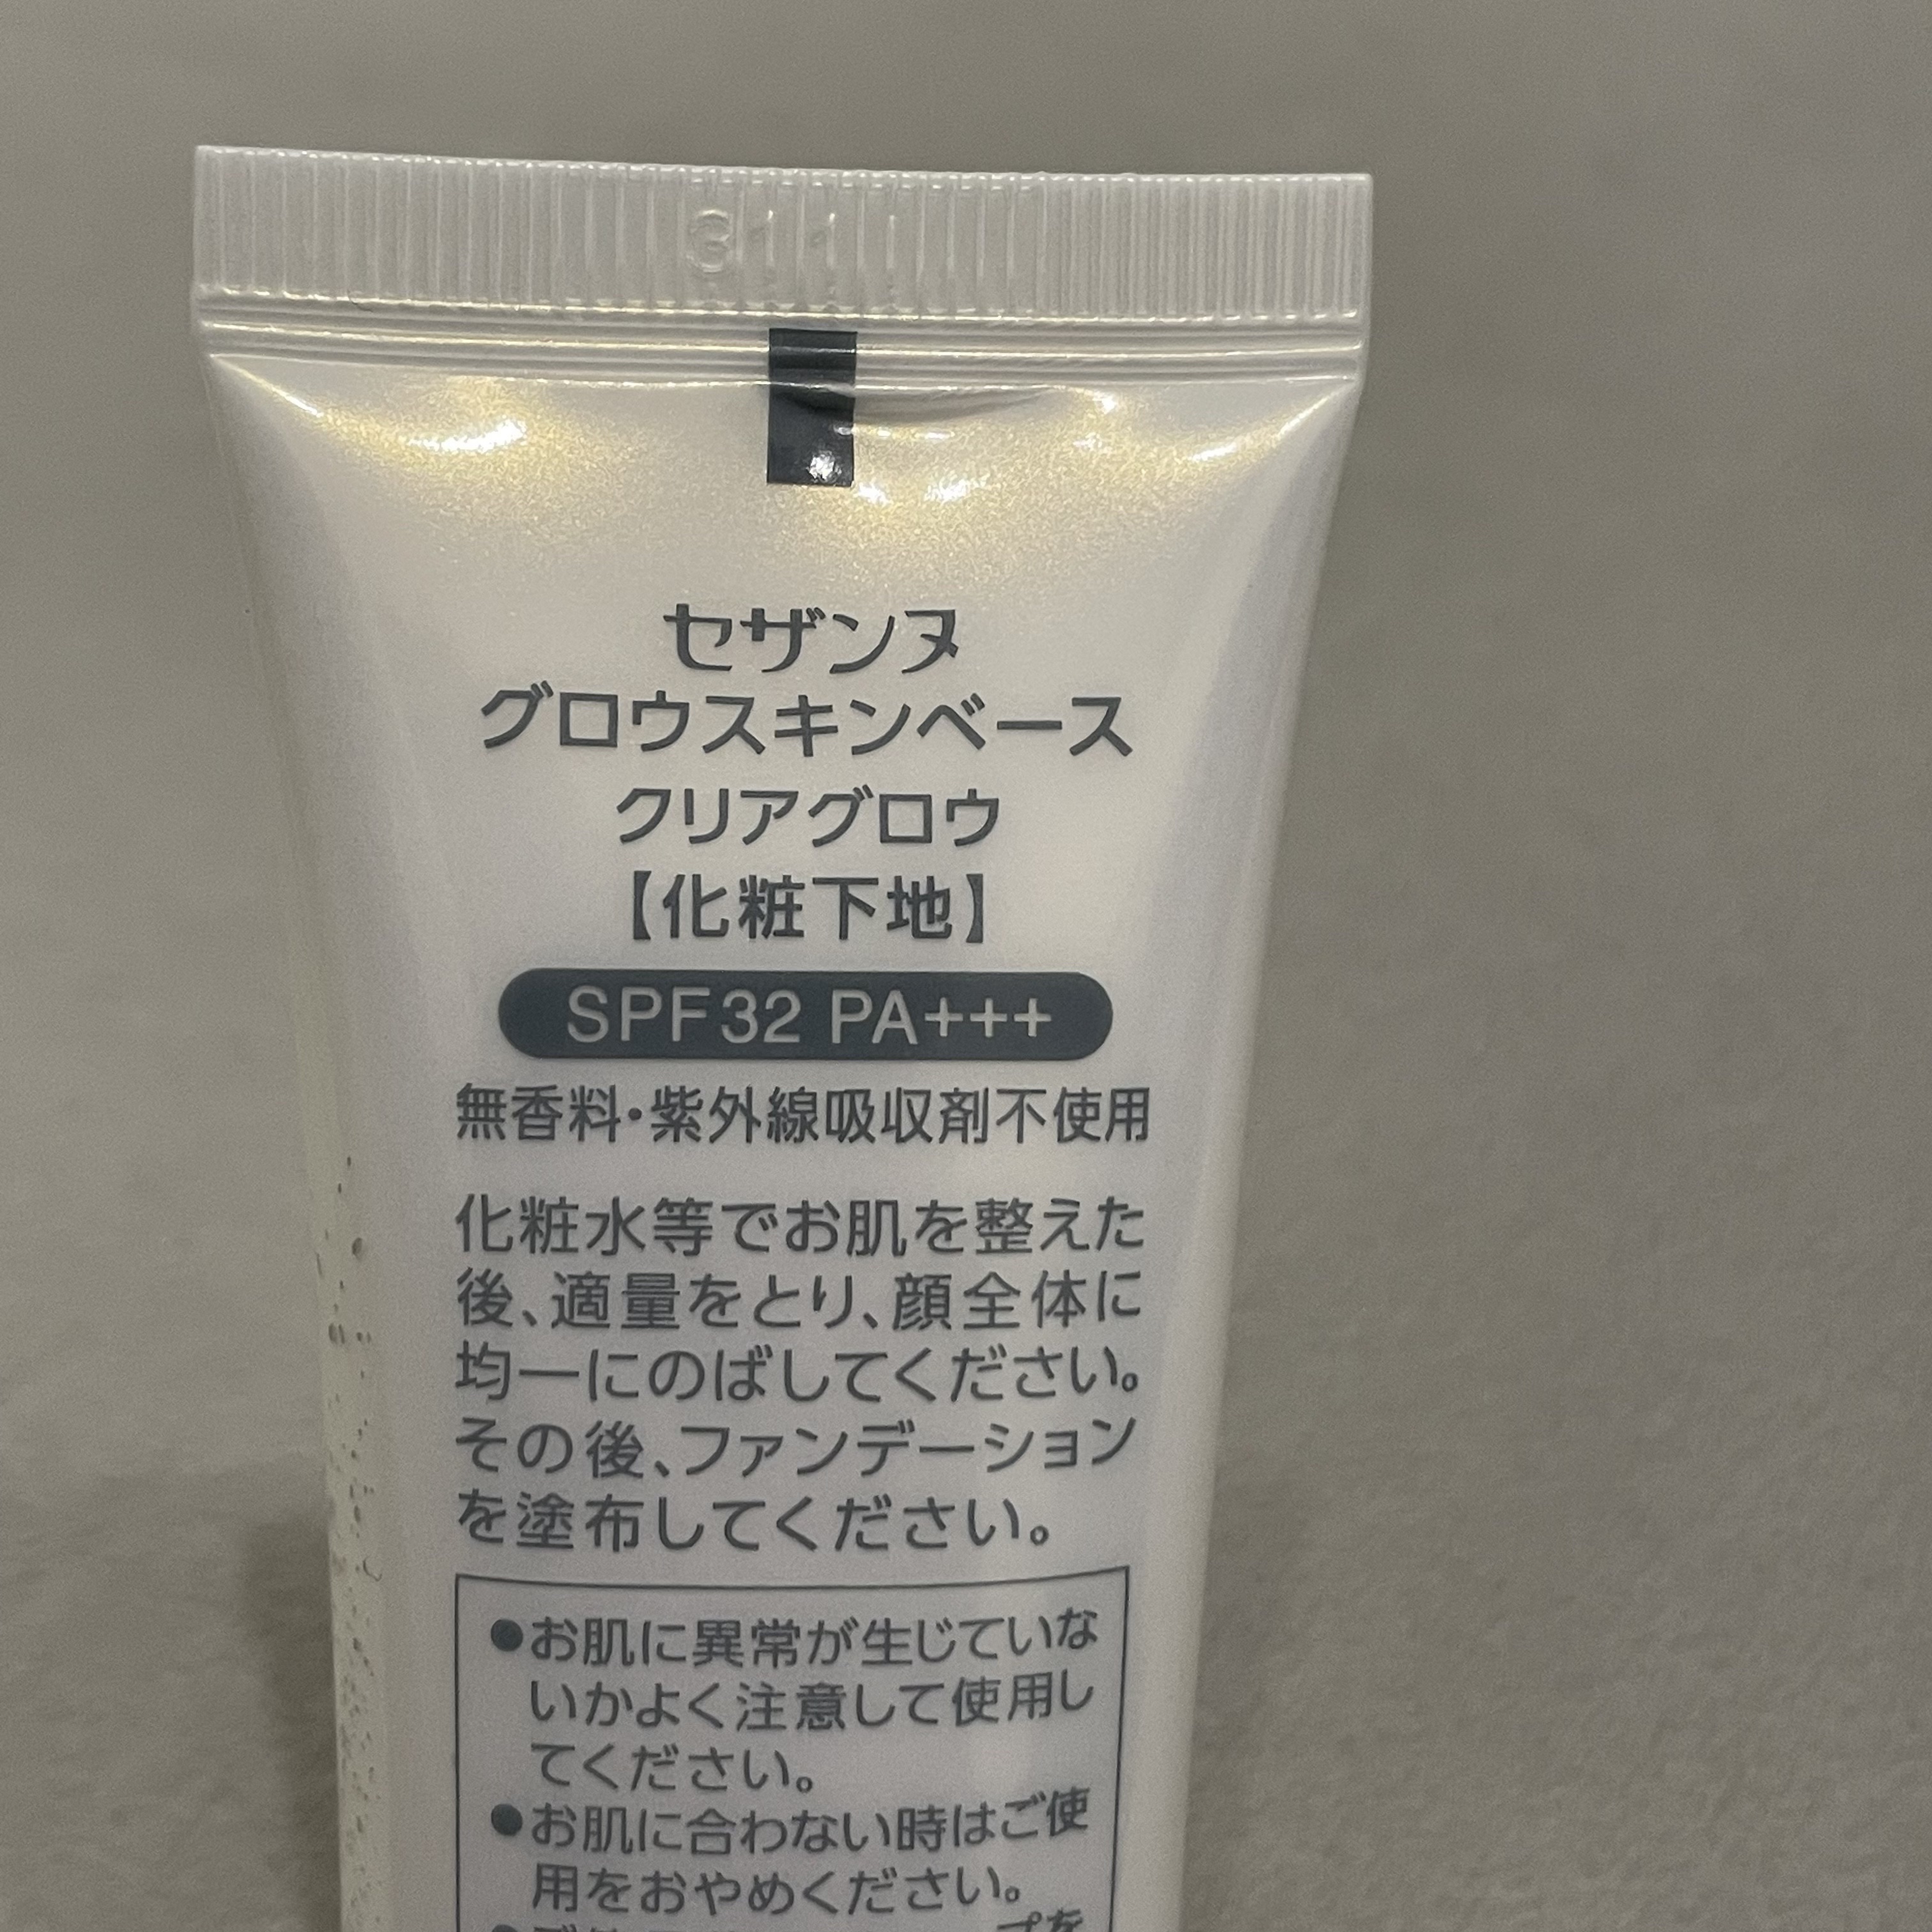 3111
セザンヌ
グロウスキンベース
クリアグロウ
【化粧下地】
SPF32 PA+++
無香料・紫外線吸収剤不使用
化粧水等でお肌を整えた
後、適量をとり、顔全体に
均一にのばしてください。
その後、ファンデーション
を塗布してください。
●お肌に異常が生じていな
いかよく注意して使用し
てください。
●お肌に合わない時はご使
用をおやめください。